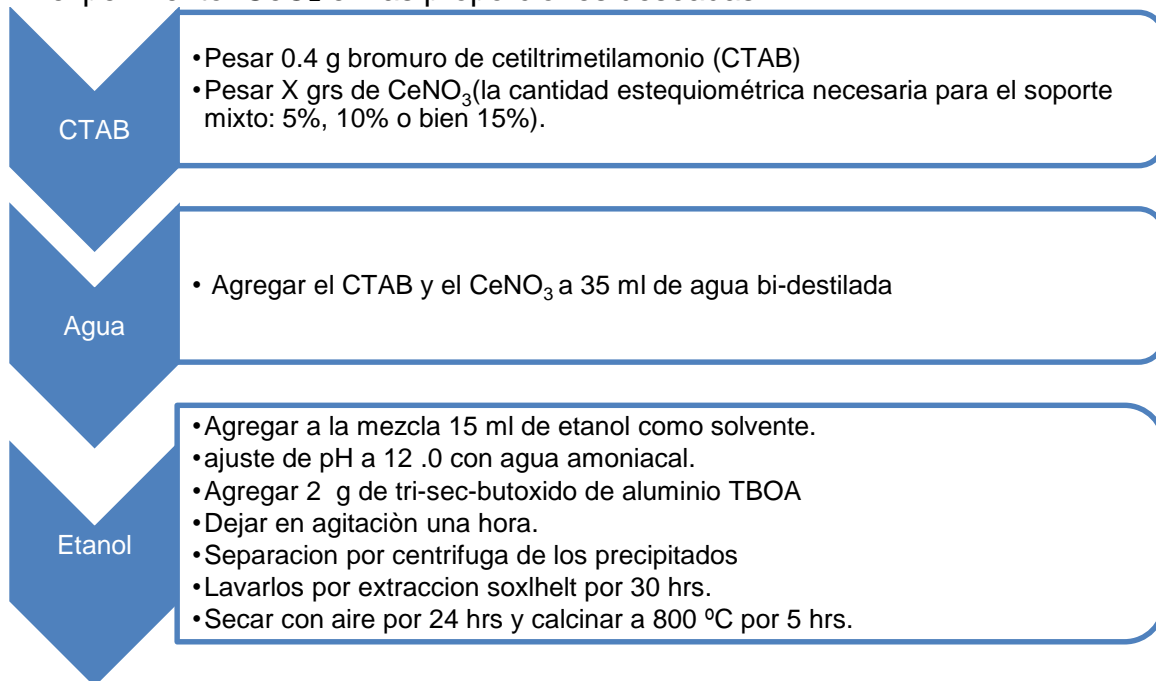 CTAB
•Pesar 0.4 g bromuro de cetiltrimetilamonio (CTAB)
•Pesar X grs de CeNO₃(la cantidad estequiométrica necesaria para el soporte
mixto: 5%, 10% o bien 15%).
Agua
• Agregar el CTAB y el CeNO₃ a 35 ml de agua bi-destilada
Etanol
•Agregar a la mezcla 15 ml de etanol como solvente.
•ajuste de pH a 12 .0 con agua amoniacal.
•Agregar 2 g de tri-sec-butoxido de aluminio TBOA
•Dejar en agitaciòn una hora.
•Separacion por centrifuga de los precipitados
•Lavarlos por extraccion soxlhelt por 30 hrs.
•Secar con aire por 24 hrs y calcinar a 800 ºC por 5 hrs.